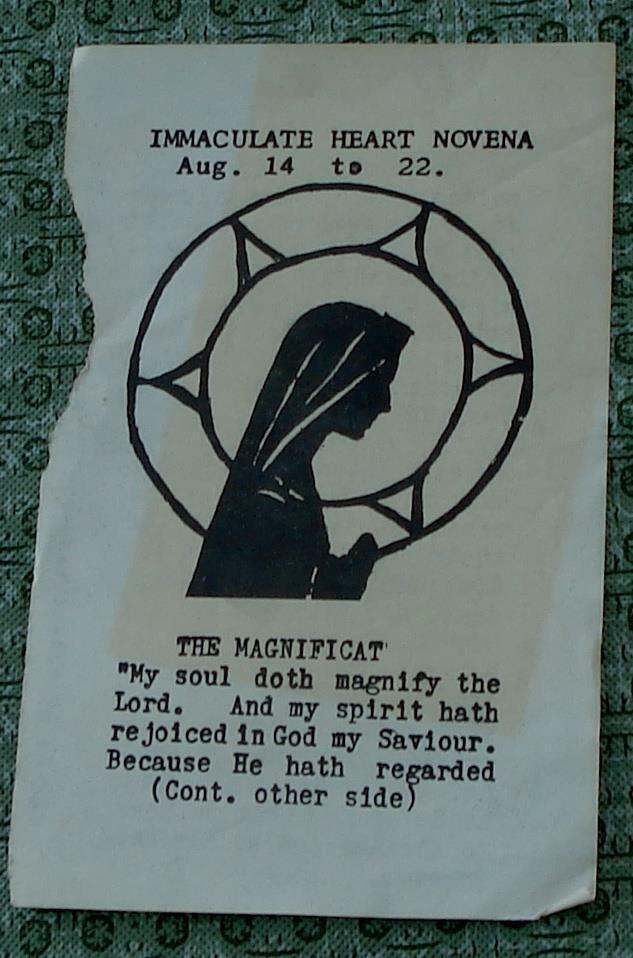 IMMACULATE HEART NOVENA
Aug. 14 to 22.
THE MAGNIFICAT
"My soul doth magnify the
Lord. And my spirit hath
rejoiced in God my Saviour.
Because He hath regarded
(Cont. other side)